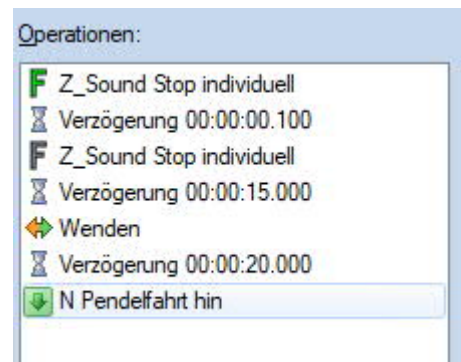 Operationen:
Z_Sound Stop individuell
Verzögerung 00:00:00.100
Z_Sound Stop individuell
Verzögerung 00:00:15.000
Wenden
Verzögerung 00:00:20.000
N Pendelfahrt hin